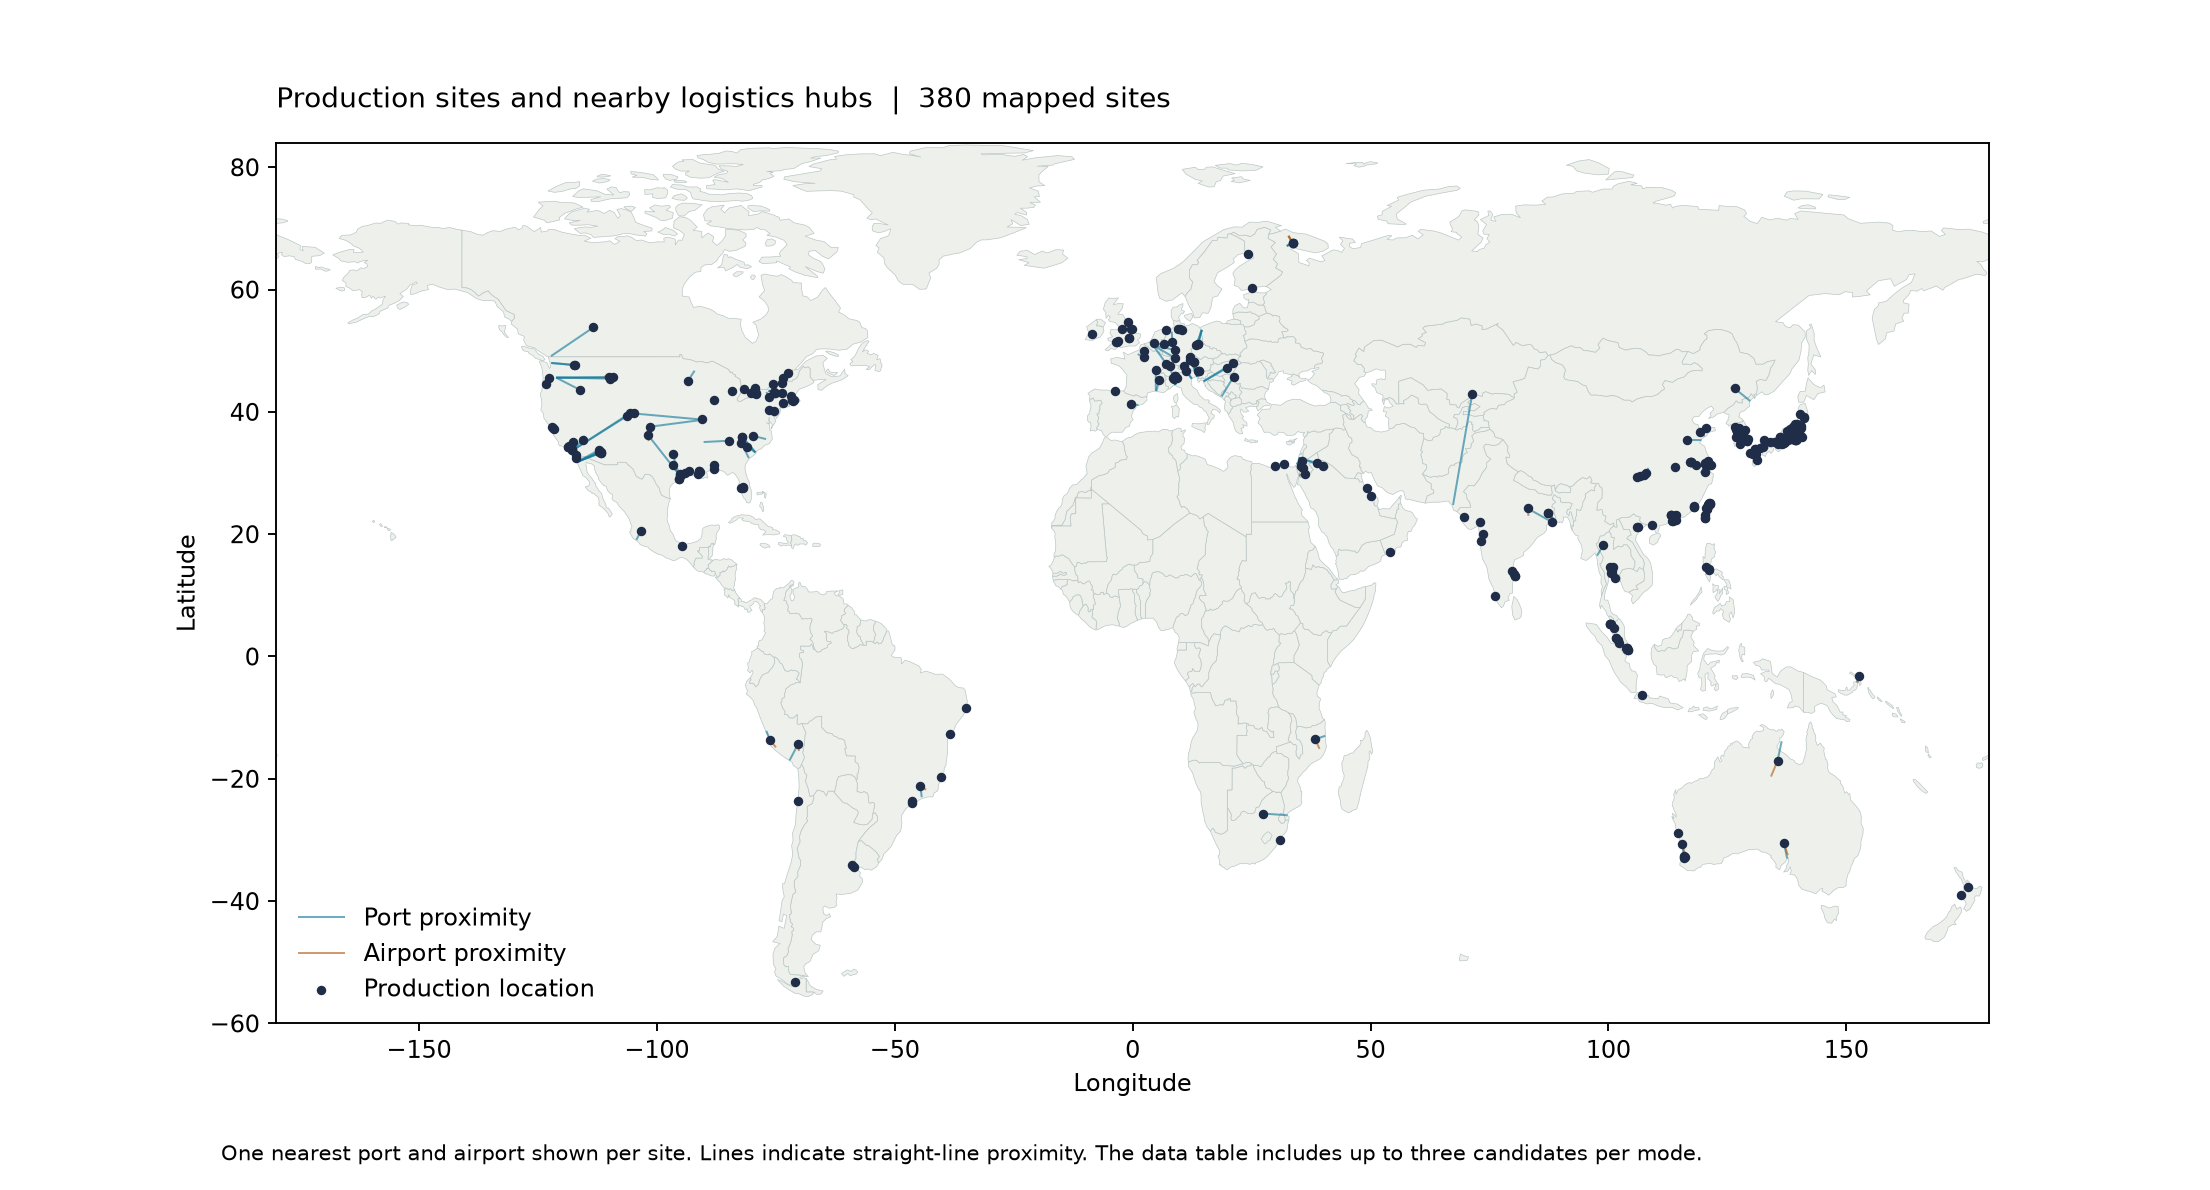 Production sites and nearby logistics hubs | 380 mapped sites
80
60
40
20
0
−20
−40
−60
Latitude
Port proximity
Airport proximity
Production location
−150
−100
−50
0
50
100
150
Longitude
One nearest port and airport shown per site. Lines indicate straight-line proximity. The data table includes up to three candidates per mode.